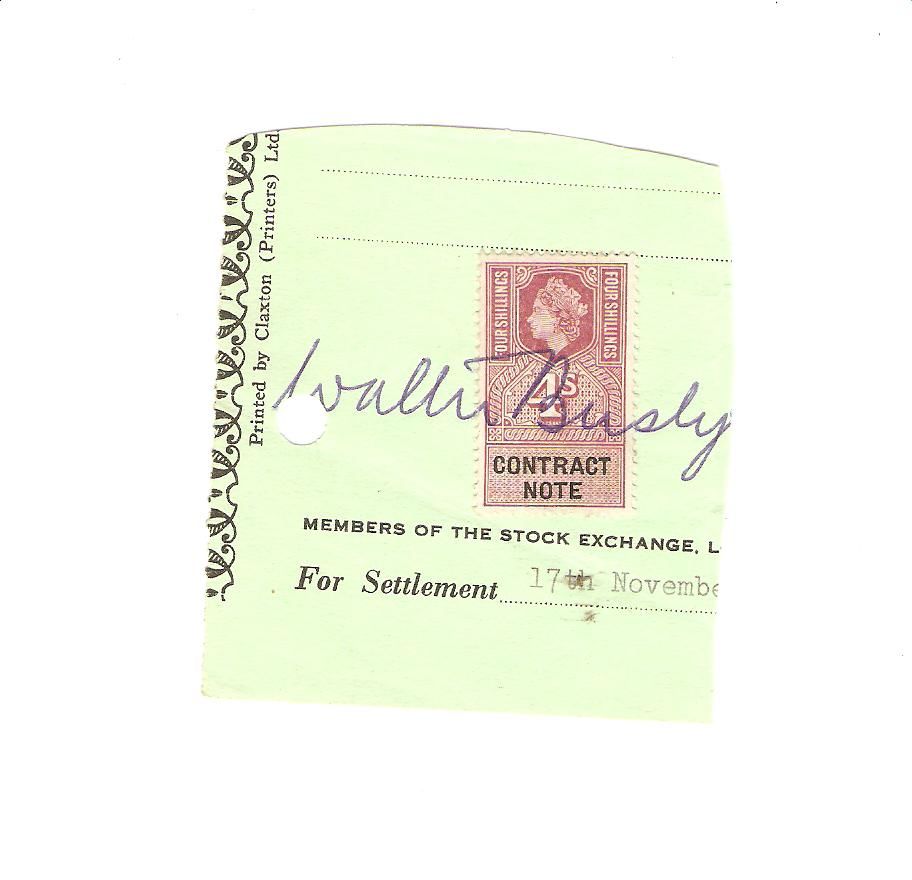 Printed by Claxton (Printers) Ltd.
FOUR SHILLINGS
FOUR SHILLINGS
4s
CONTRACT
NOTE
MEMBERS OF THE STOCK EXCHANGE, L
For Settlement 17th Novembe